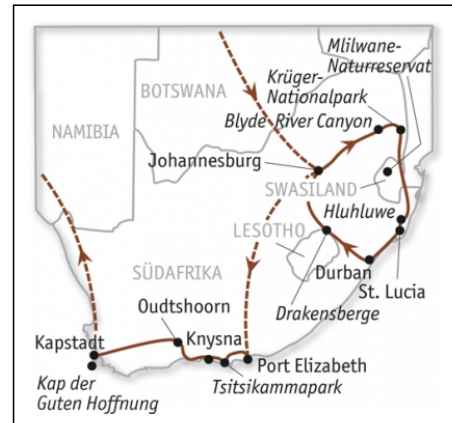 Mlilwane-
Naturreservat
Krüger-
Nationalpark
BOTSWANA
Blyde River Canyon
NAMIBIA
Johannesburg
SWASILAND
Hluhluwe
LESOTHO
SÜDAFRIKA
Durban
St. Lucia
Oudtshoorn
Drakensberge
Kapstadt
Knysna
Port Elizabeth
Kap der
Guten Hoffnung
Tsitsikammapark